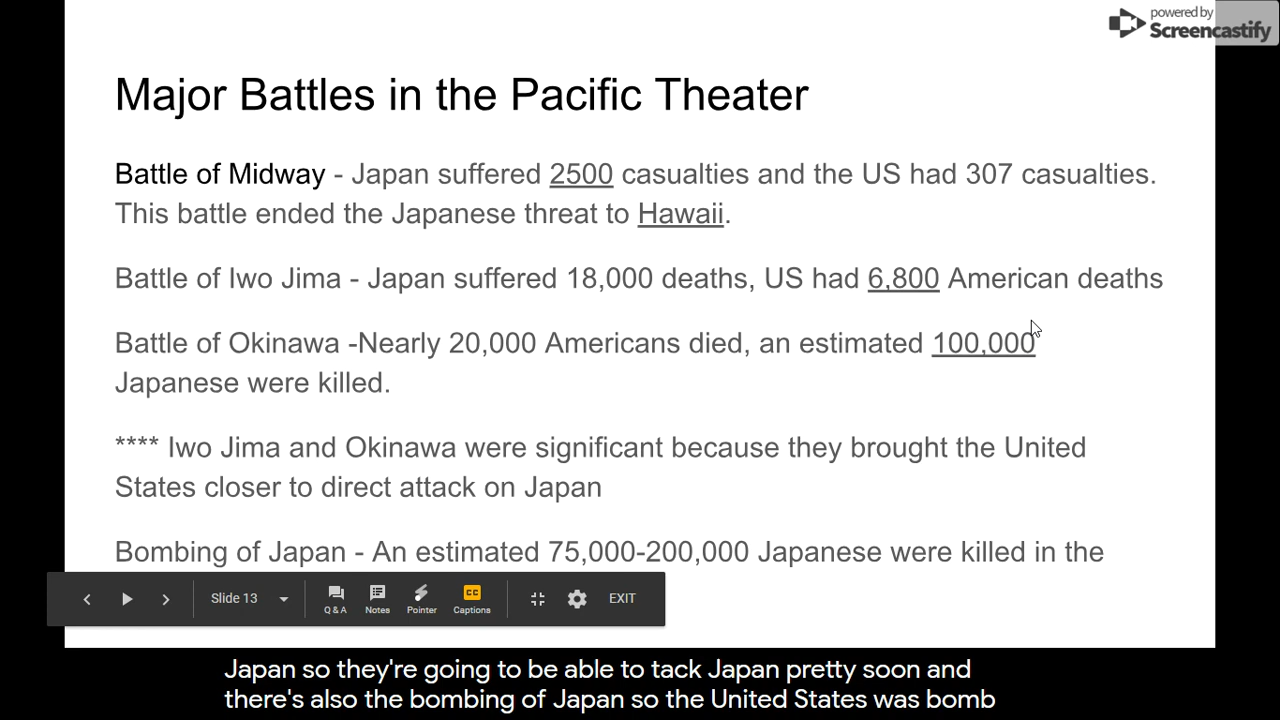 powered by
Screencastify
Major Battles in the Pacific Theater
Battle of Midway - Japan suffered 2500 casualties and the US had 307 casualties.
This battle ended the Japanese threat to Hawaii.
Battle of Iwo Jima - Japan suffered 18,000 deaths, US had 6,800 American deaths
Battle of Okinawa -Nearly 20,000 Americans died, an estimated 100,000
Japanese were killed.
**** Iwo Jima and Okinawa were significant because they brought the United
States closer to direct attack on Japan
Bombing of Japan - An estimated 75,000-200,000 Japanese were killed in the
Slide 13
Q & A
Notes
Pointer
CC
Captions
EXIT
Japan so they're going to be able to tack Japan pretty soon and
there's also the bombing of Japan so the United States was bomb